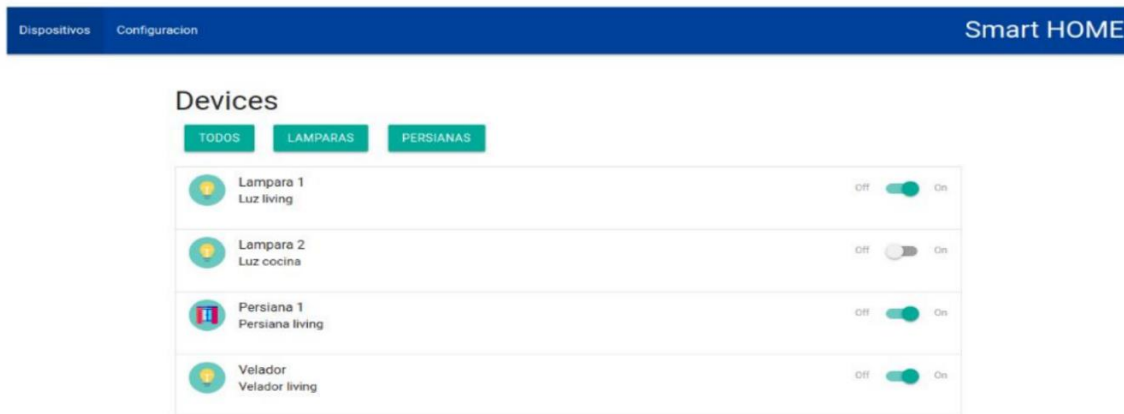 Dispositivos Configuracion Smart HOME
Devices
TODOS LAMPARAS PERSIANAS
Lampara 1
Luz living
Off On
Lampara 2
Luz cocina
Off On
Persiana 1
Persiana living
Off On
Velador
Velador living
Off On